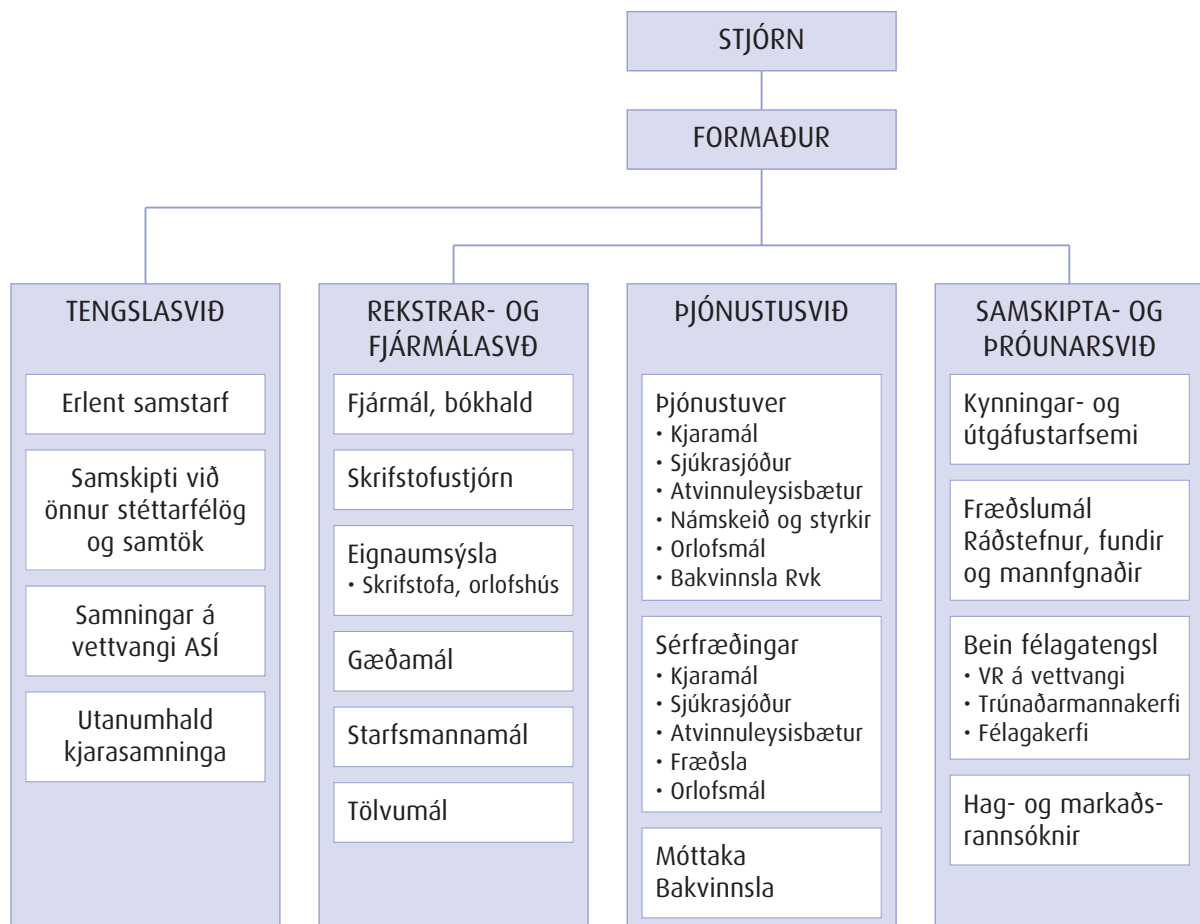 STJÓRN
FORMAÐUR
TENGSLASVIÐ
Erlent samstarf
Samskipti við
önnur stéttarfélög
og samtök
Samningar á
vettvangi ASÍ
Utanumhald
kjarasamninga
REKSTRAR- OG
FJÁRMÁLASVÐ
Fjármál, bókhald
Skrifstofustjórn
Eignaumsýsla
• Skrifstofa, orlofshús
Gæðamál
Starfsmannamál
Tölvumál
ÞJÓNUSTUSVIÐ
Þjónustuver
• Kjaramál
• Sjúkrasjóður
• Atvinnuleysisbætur
• Námskeið og styrkir
• Orlofsmál
• Bakvinnsla Rvk
Sérfræðingar
• Kjaramál
• Sjúkrasjóður
• Atvinnuleysisbætur
• Fræðsla
• Orlofsmál
Móttaka
Bakvinnsla
SAMSKIPTA- OG
ÞRÓUNARSVIÐ
Kynningar- og
útgáfustarfsemi
Fræðslumál
Ráðstefnur, fundir
og mannfgnaðir
Bein félagatengsl
• VR á vettvangi
• Trúnaðarmannakerfi
• Félagakerfi
Hag- og markaðs-
rannsóknir